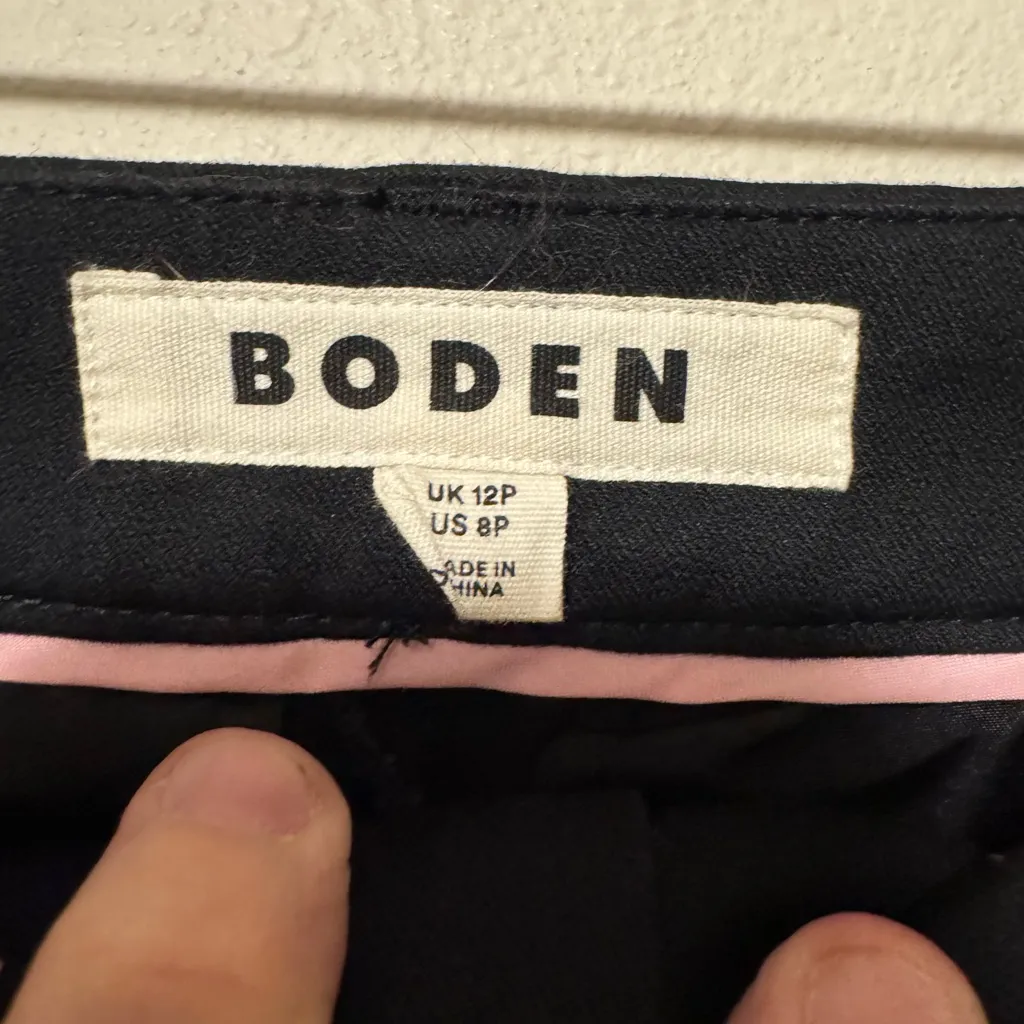 BODEN
UK 12P
US 8P
ADE IN
HINA